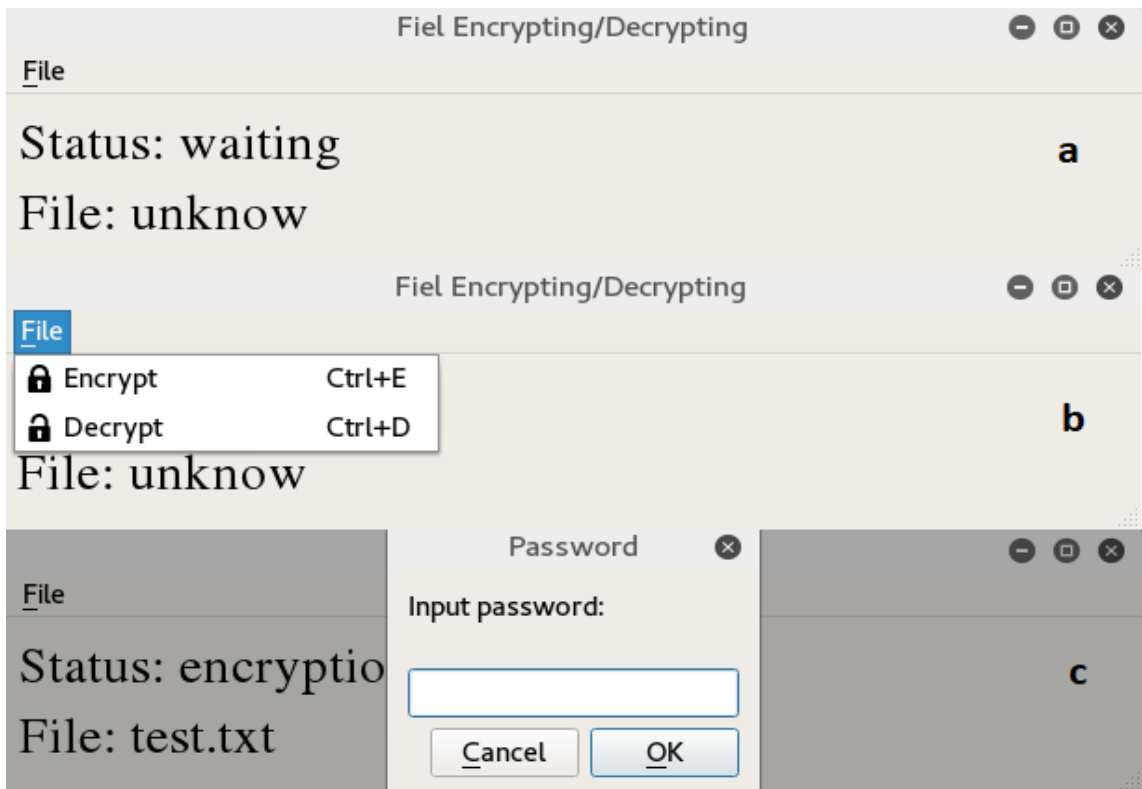 Fiel Encrypting/Decrypting
File
Status: waiting
a
File: unknow
Fiel Encrypting/Decrypting
File
Encrypt Ctrl+E
Decrypt Ctrl+D
b
File: unknow
Password
File
Input password:
Status: encryptio
c
File: test.txt
Cancel OK